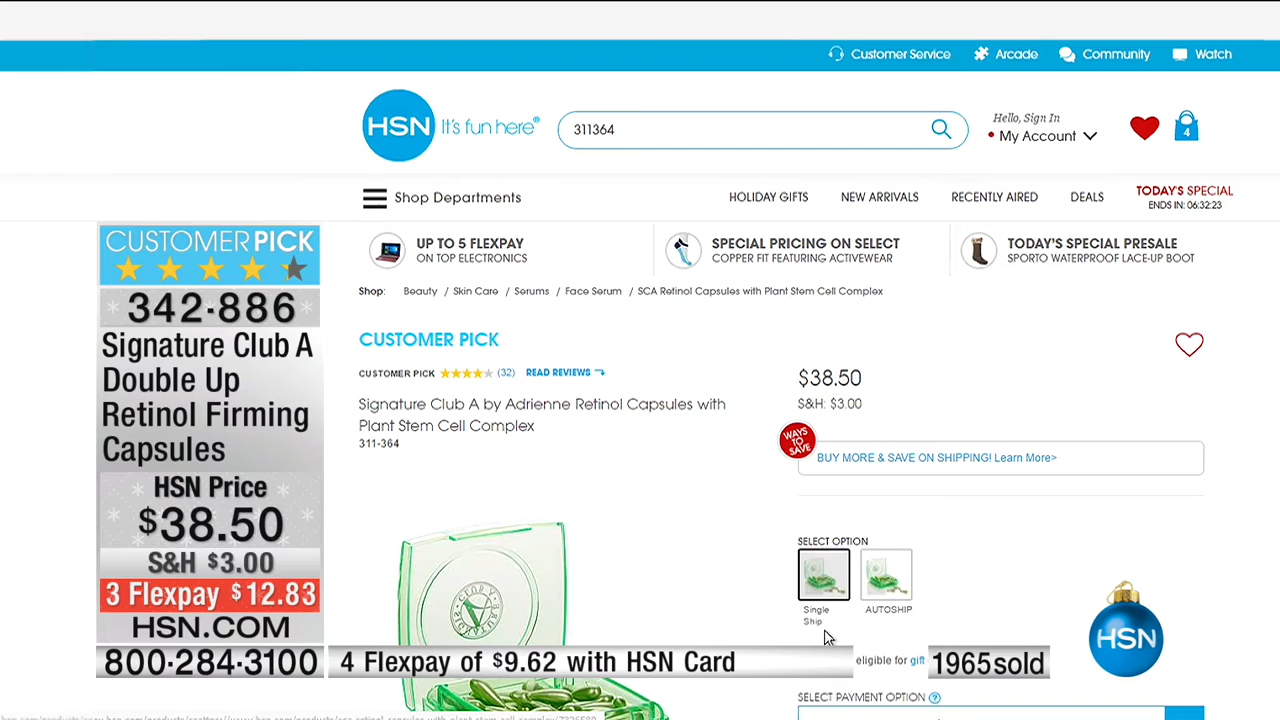 Customer Service
Arcade
Community
Watch
HSN It's fun here®
311364
Hello, Sign In
My Account
4
Shop Departments
HOLIDAY GIFTS
NEW ARRIVALS
RECENTLY AIRED
DEALS
TODAY'S SPECIAL
ENDS IN: 06:32:23
UP TO 5 FLEXPAY
ON TOP ELECTRONICS
SPECIAL PRICING ON SELECT
COPPER FIT FEATURING ACTIVEWEAR
TODAY'S SPECIAL PRESALE
SPORTO WATERPROOF LACE-UP BOOT
Shop: Beauty / Skin Care / Serums / Face Serum / SCA Retinol Capsules with Plant Stem Cell Complex
CUSTOMER PICK
CUSTOMER PICK (32) READ REVIEWS
Signature Club A by Adrienne Retinol Capsules with
Plant Stem Cell Complex
311-364
$38.50
S&H: $3.00
WAYS
TO
SAVE
BUY MORE & SAVE ON SHIPPING! Learn More>
SELECT OPTION
Single
Ship
AUTOSHIP
eligible for gift
SELECT PAYMENT OPTION ?
CUSTOMER PICK
342-886
Signature Club A
Double Up
Retinol Firming
Capsules
HSN Price
$38.50
S&H $3.00
3 Flexpay $12.83
HSN.COM
800-284-3100
4 Flexpay of $9.62 with HSN Card
1965 sold
HSN